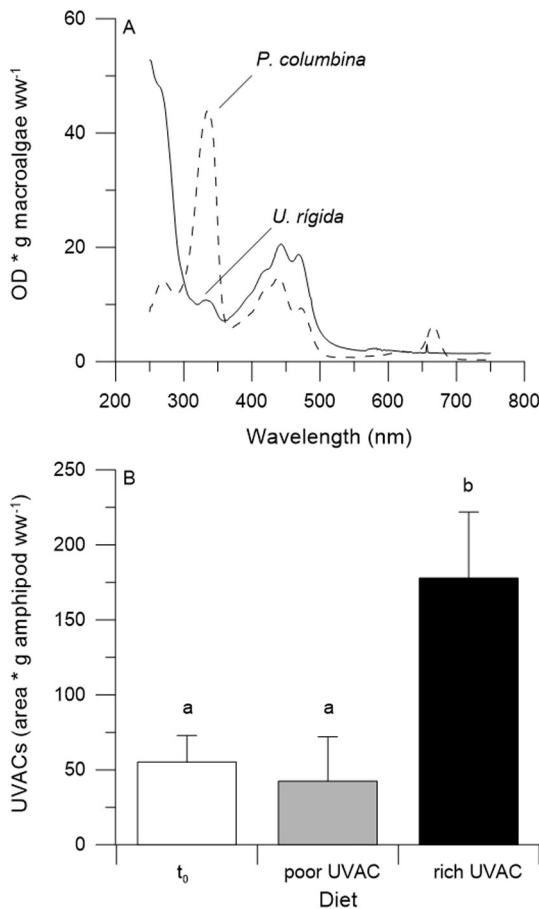 A
60
40
20
0
OD * g macroalgae ww⁻¹
P. columbina
U. rígida
200 300 400 500 600 700 800
Wavelength (nm)
B
250
200
150
100
50
0
UVACs (area * g amphipod ww⁻¹)
a
a
b
t₀
poor UVAC
rich UVAC
Diet